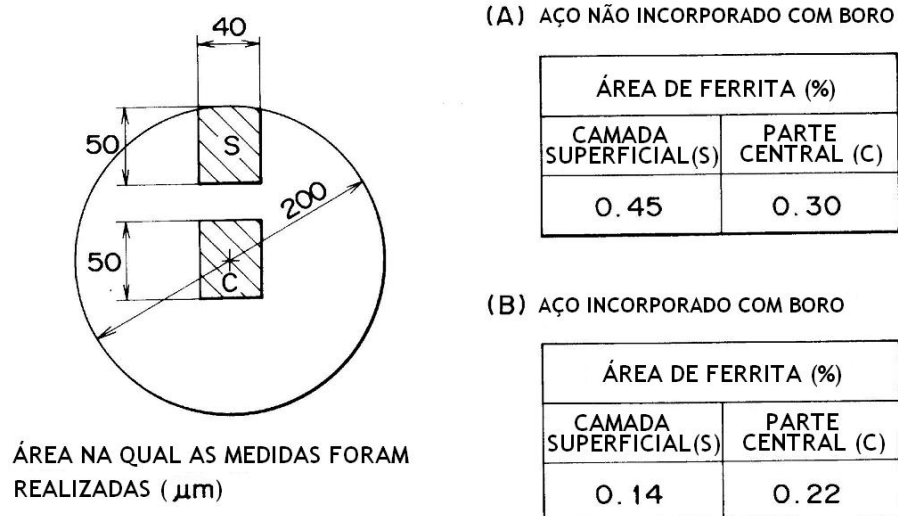 40
50
S
200
50
C
ÁREA NA QUAL AS MEDIDAS FORAM
REALIZADAS (μm)
(A) AÇO NÃO INCORPORADO COM BORO
ÁREA DE FERRITA (%)
CAMADA SUPERFICIAL(S)
PARTE CENTRAL (C)
0.45
0.30
(B) AÇO INCORPORADO COM BORO
ÁREA DE FERRITA (%)
CAMADA SUPERFICIAL(S)
PARTE CENTRAL (C)
0.14
0.22